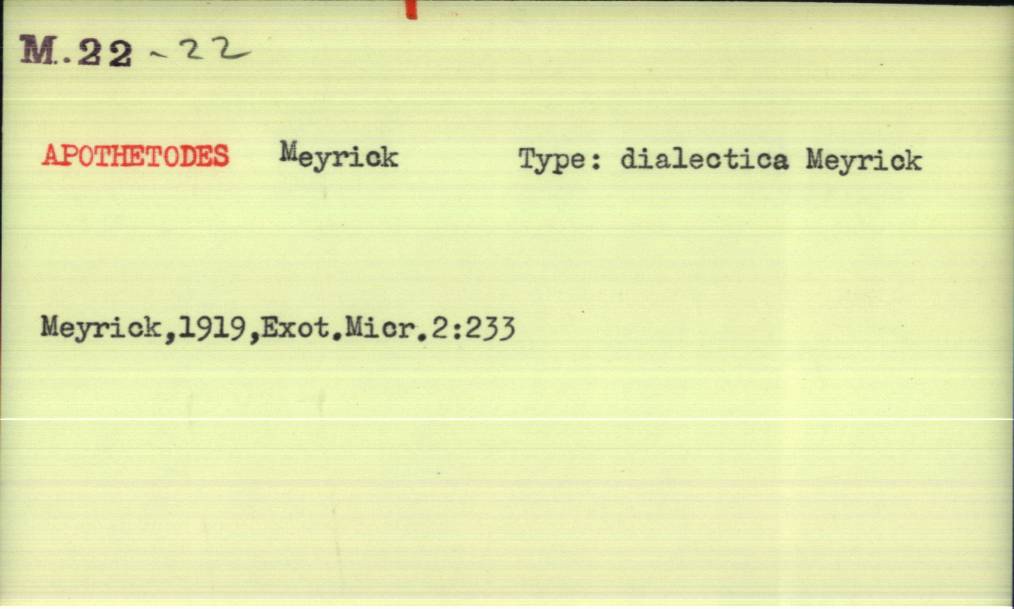 M.22 - 22
APOTHETODES Meyrick Type: dialectica Meyrick
Meyrick,1919,Exot.Micr.2:233